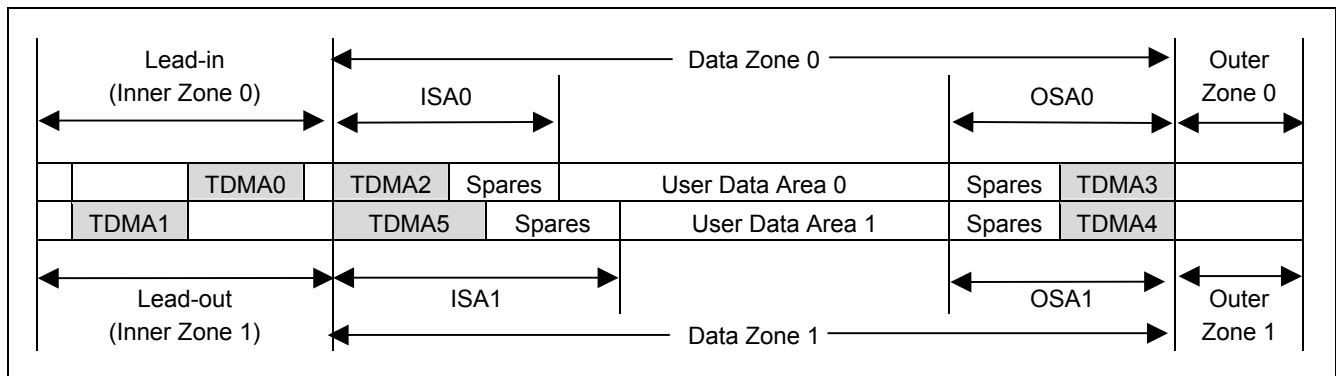 Lead-in
(Inner Zone 0)
Data Zone 0
Outer
Zone 0
ISA0
OSA0
TDMA0 TDMA2 Spares User Data Area 0 Spares TDMA3
TDMA1 TDMA5 Spares User Data Area 1 Spares TDMA4
Lead-out
(Inner Zone 1)
ISA1
OSA1
Outer
Zone 1
Data Zone 1